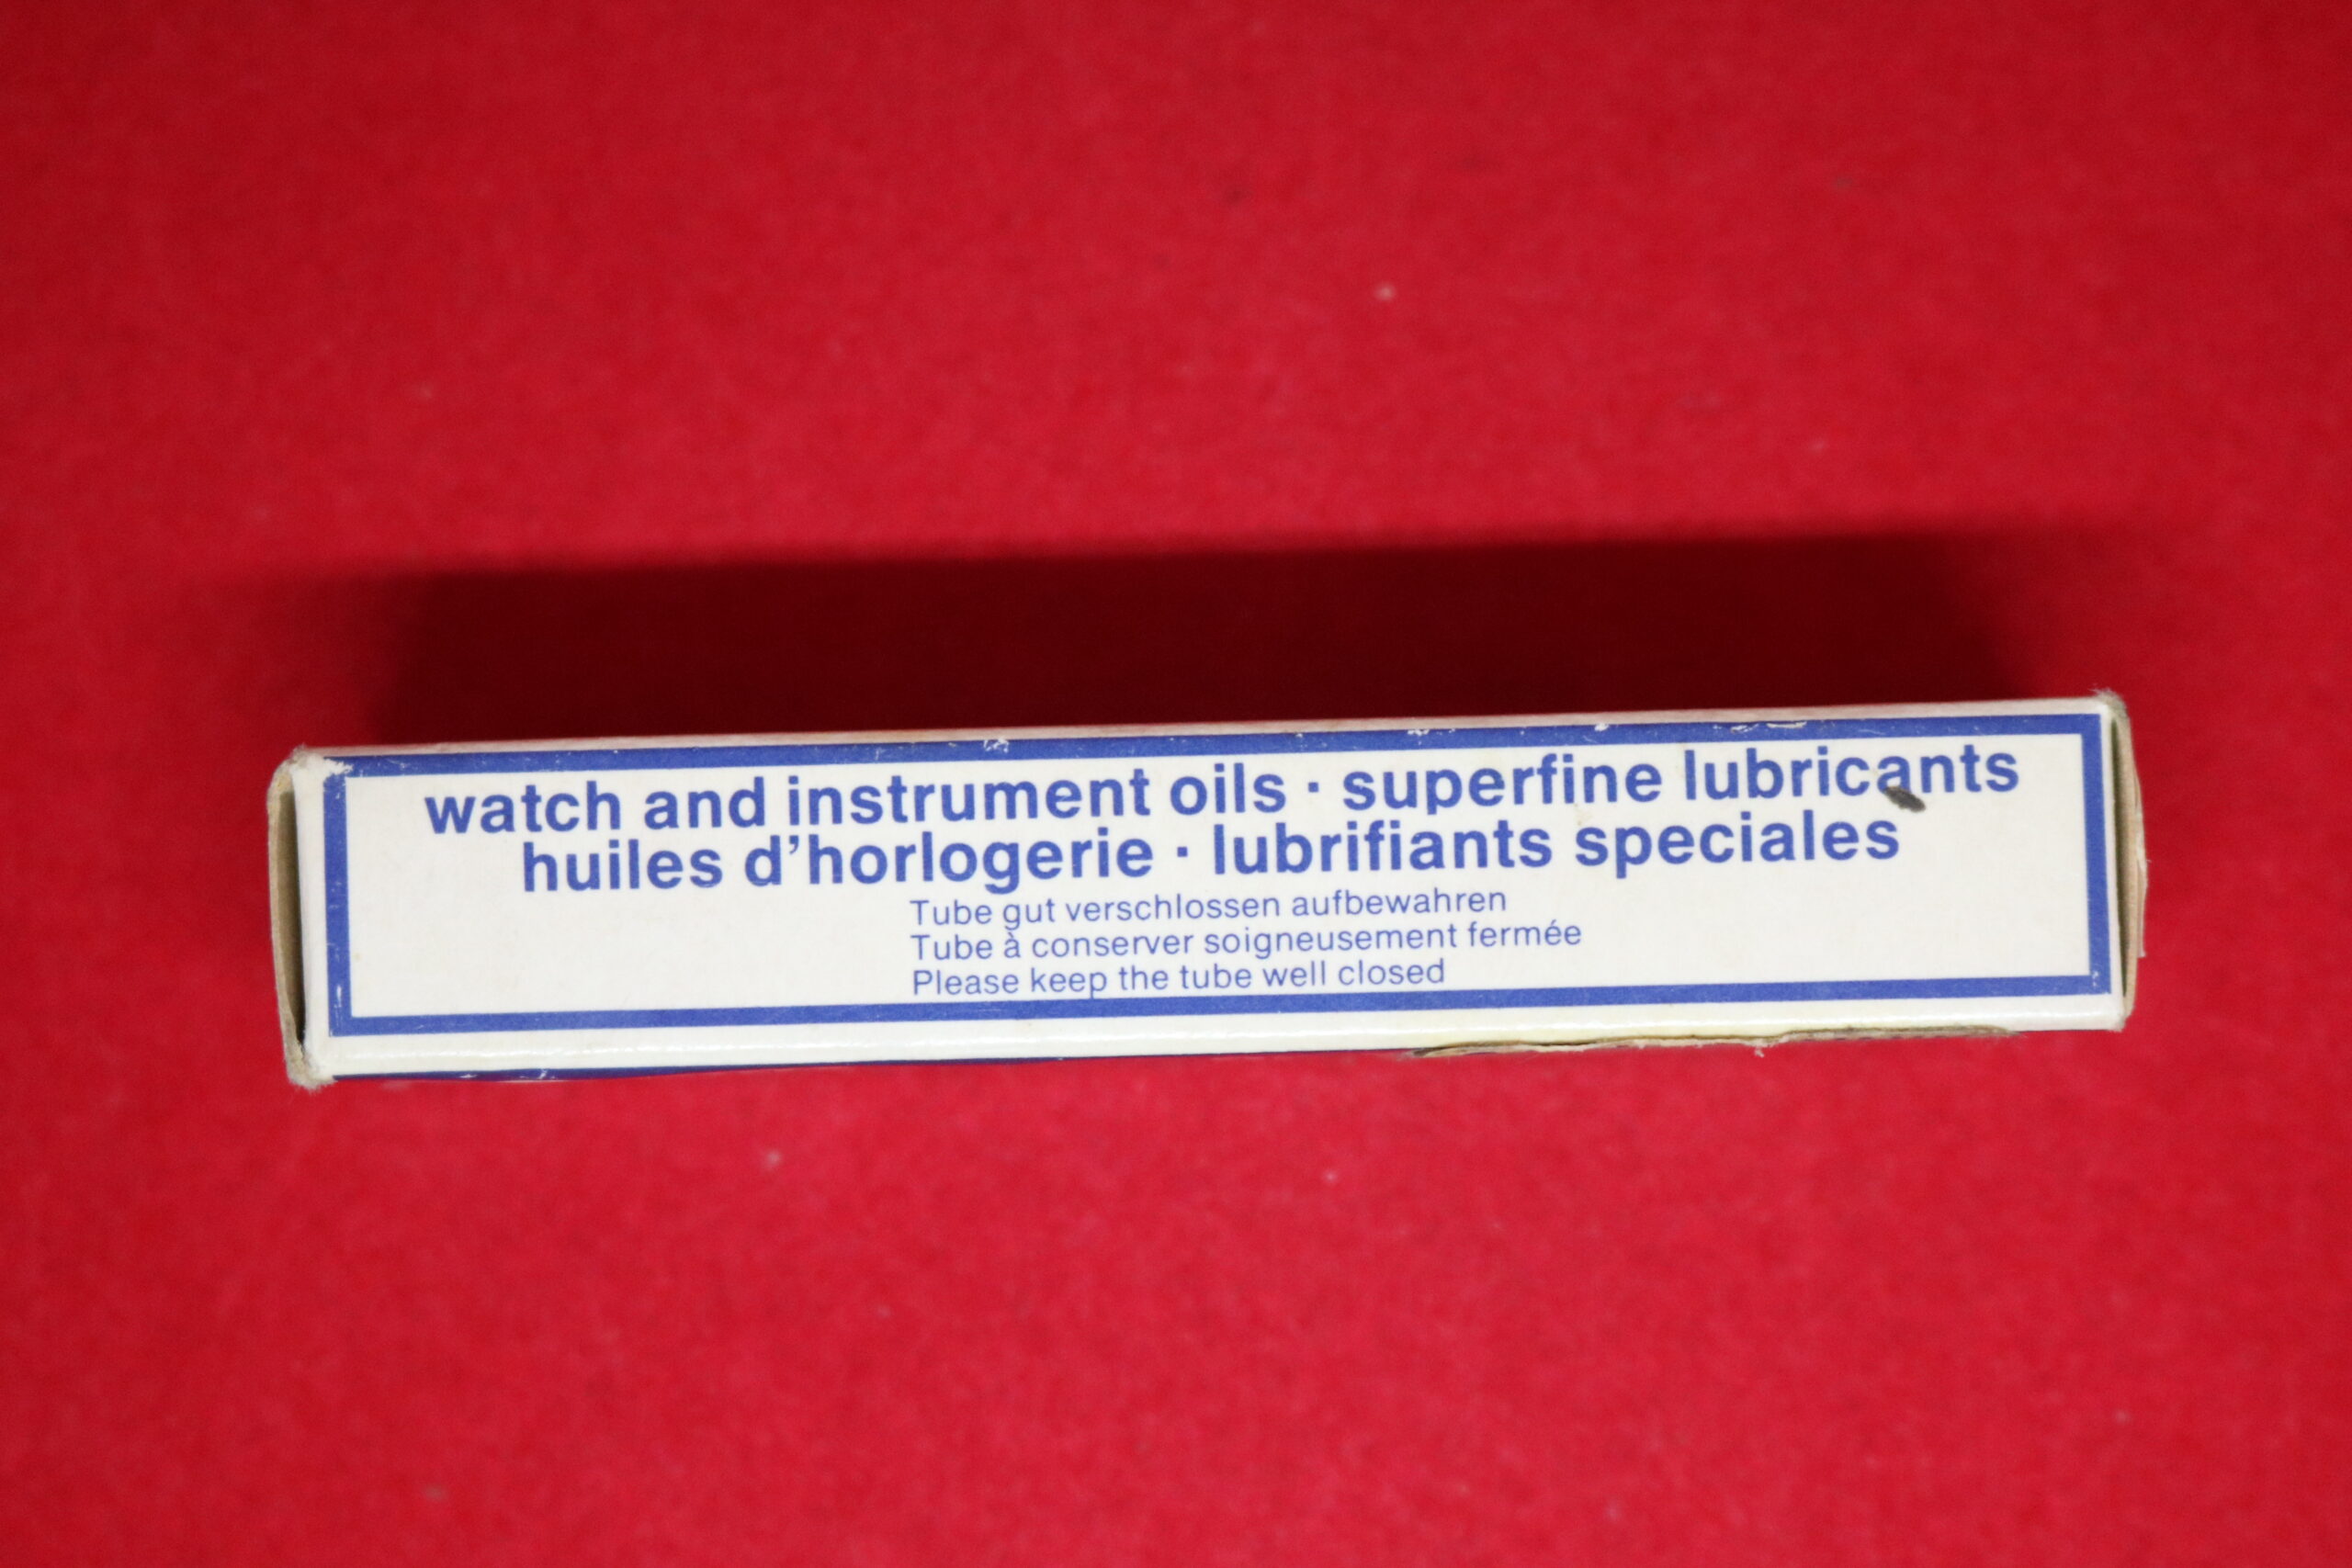 watch and instrument oils · superfine lubricants
huiles d'horlogerie · lubrifiants speciales
Tube gut verschlossen aufbewahren
Tube à conserver soigneusement fermée
Please keep the tube well closed